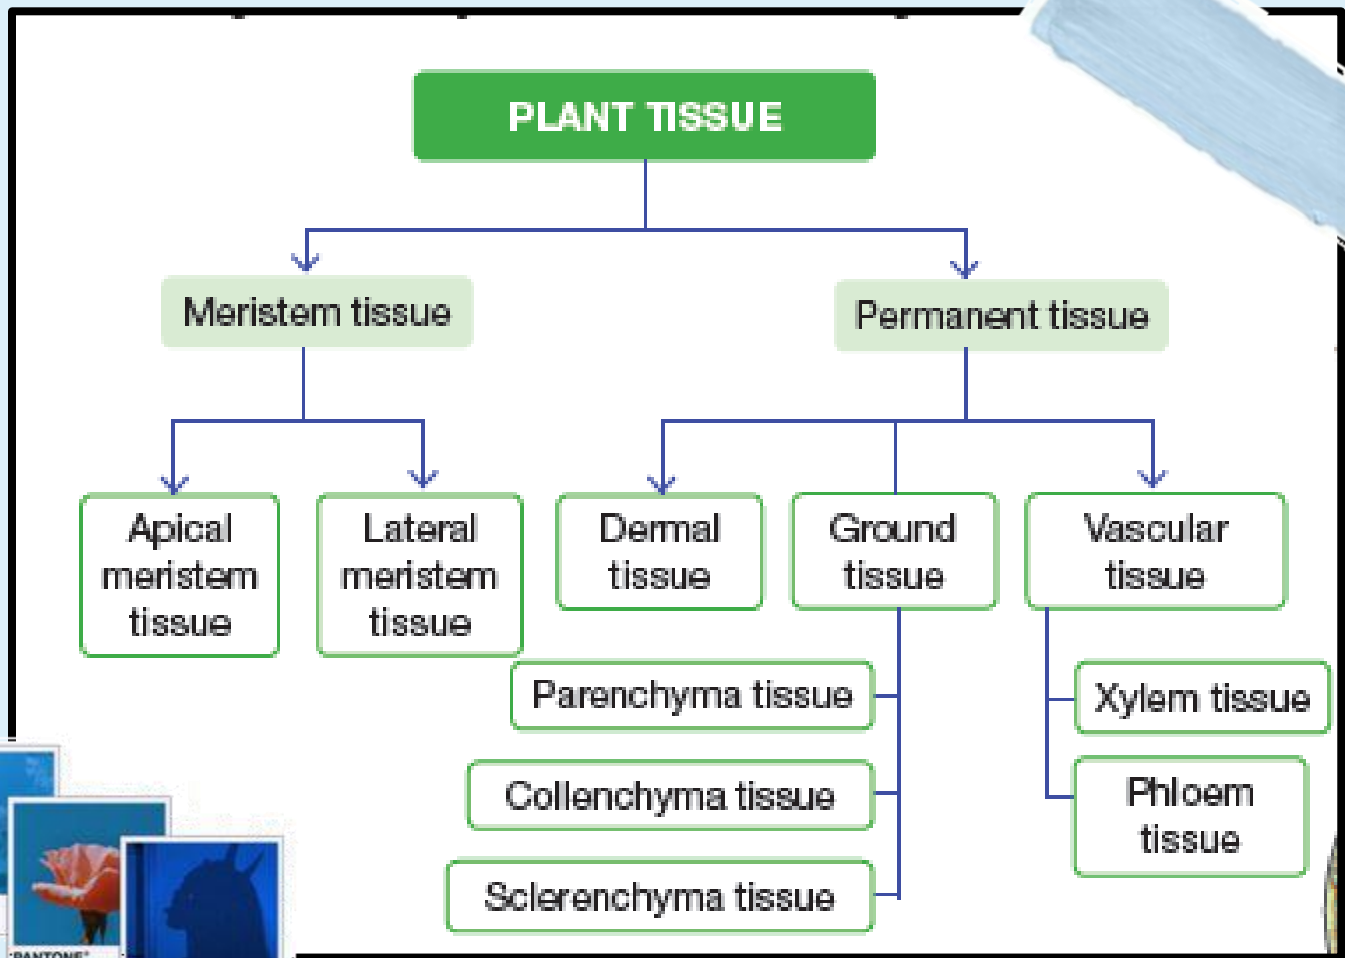 PLANT TISSUE
Meristem tissue
Permanent tissue
Apical
meristem
tissue
Lateral
meristem
tissue
Dermal
tissue
Ground
tissue
Vascular
tissue
Parenchyma tissue
Collenchyma tissue
Sclerenchyma tissue
Xylem tissue
Phloem
tissue
PANTONE®